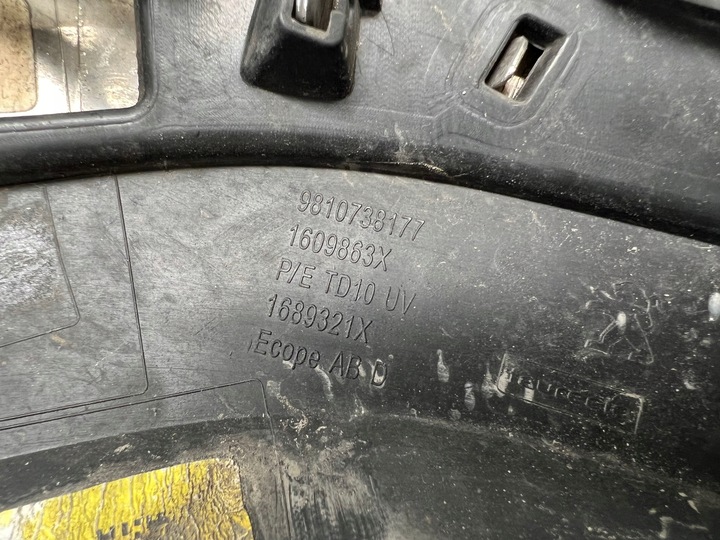 9810738177
1609863X
P/E TD10 UV
1689321X
Ecope AB D